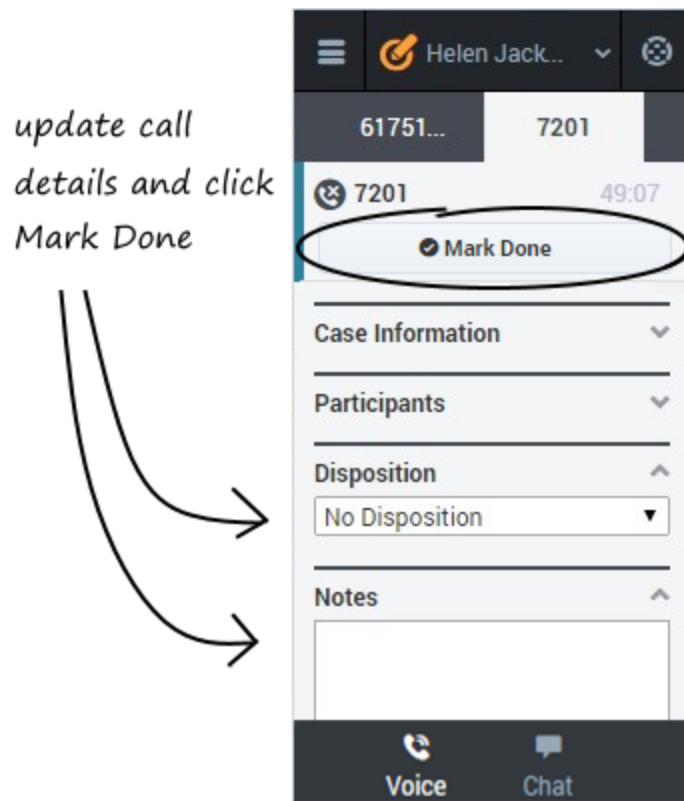 Helen Jack...
61751...
7201
update call
details and click
Mark Done
7201
49:07
Mark Done
Case Information
Participants
Disposition
No Disposition
Notes
Voice
Chat